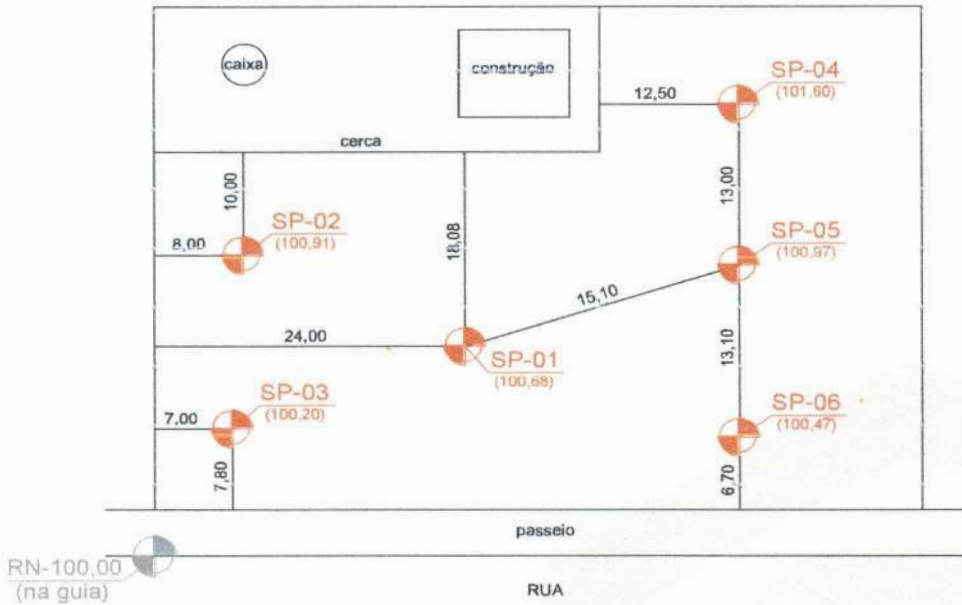 caixa
construção
SP-04
(101,60)
12,50
cerca
10,00
18,08
13,00
SP-02
(100,91)
8,00
SP-05
(100,97)
15,10
24,00
13,10
SP-01
(100,68)
SP-03
(100,20)
7,00
SP-06
(100,47)
7,80
6,70
passeio
RN-100,00
(na guia)
RUA